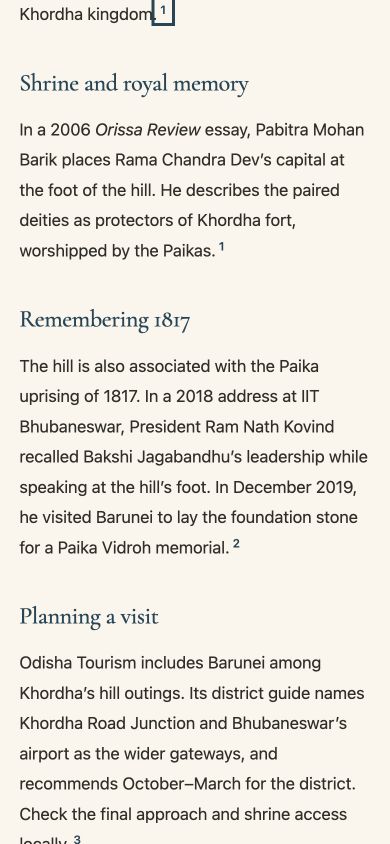 Khordha kingdom. 1
Shrine and royal memory
In a 2006 Orissa Review essay, Pabitra Mohan
Barik places Rama Chandra Dev's capital at
the foot of the hill. He describes the paired
deities as protectors of Khordha fort,
worshipped by the Paikas. 1
Remembering 1817
The hill is also associated with the Paika
uprising of 1817. In a 2018 address at IIT
Bhubaneswar, President Ram Nath Kovind
recalled Bakshi Jagabandhu's leadership while
speaking at the hill's foot. In December 2019,
he visited Barunei to lay the foundation stone
for a Paika Vidroh memorial. 2
Planning a visit
Odisha Tourism includes Barunei among
Khordha's hill outings. Its district guide names
Khordha Road Junction and Bhubaneswar's
airport as the wider gateways, and
recommends October–March for the district.
Check the final approach and shrine access
locally. 3